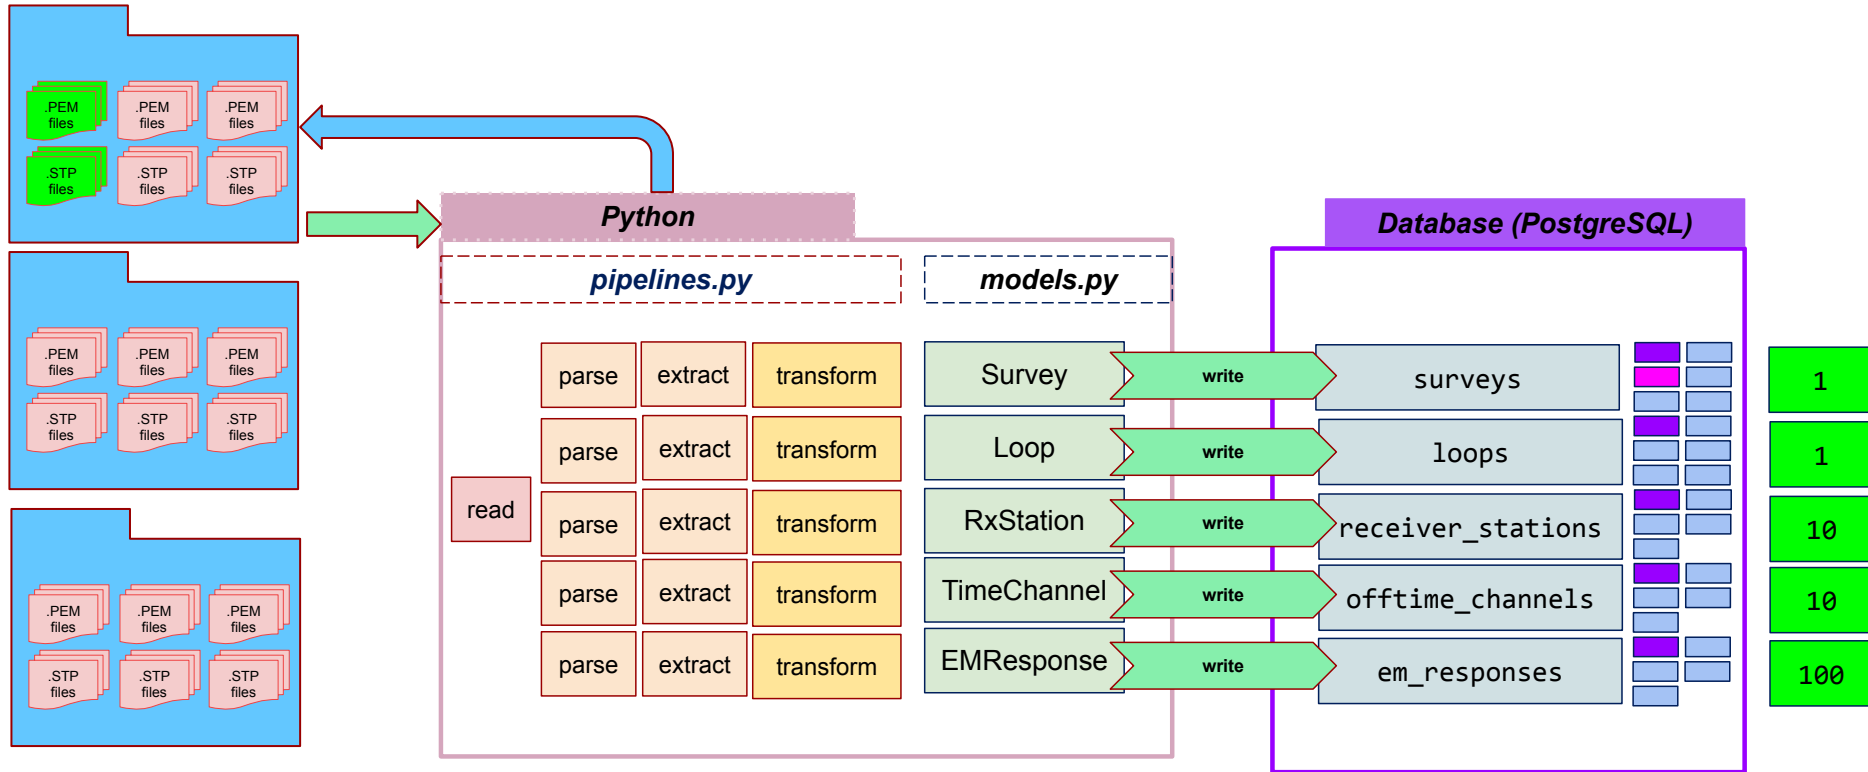 .PEM
files
.PEM
files
.PEM
files
.STP
files
.STP
files
.STP
files
.PEM
files
.PEM
files
.PEM
files
.STP
files
.STP
files
.STP
files
.PEM
files
.PEM
files
.PEM
files
.STP
files
.STP
files
.STP
files
Python
Database (PostgreSQL)
pipelines.py
models.py
read
parse extract transform Survey write surveys 1
parse extract transform Loop write loops 1
parse extract transform RxStation write receiver_stations 10
parse extract transform TimeChannel write offtime_channels 10
parse extract transform EMResponse write em_responses 100